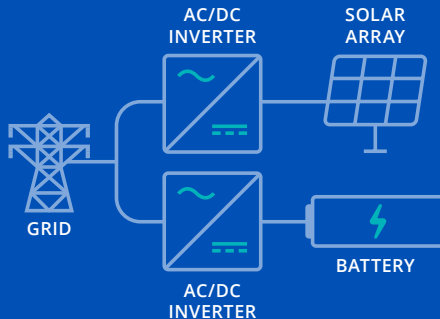 AC/DC
INVERTER
SOLAR
ARRAY
GRID
BATTERY
AC/DC
INVERTER